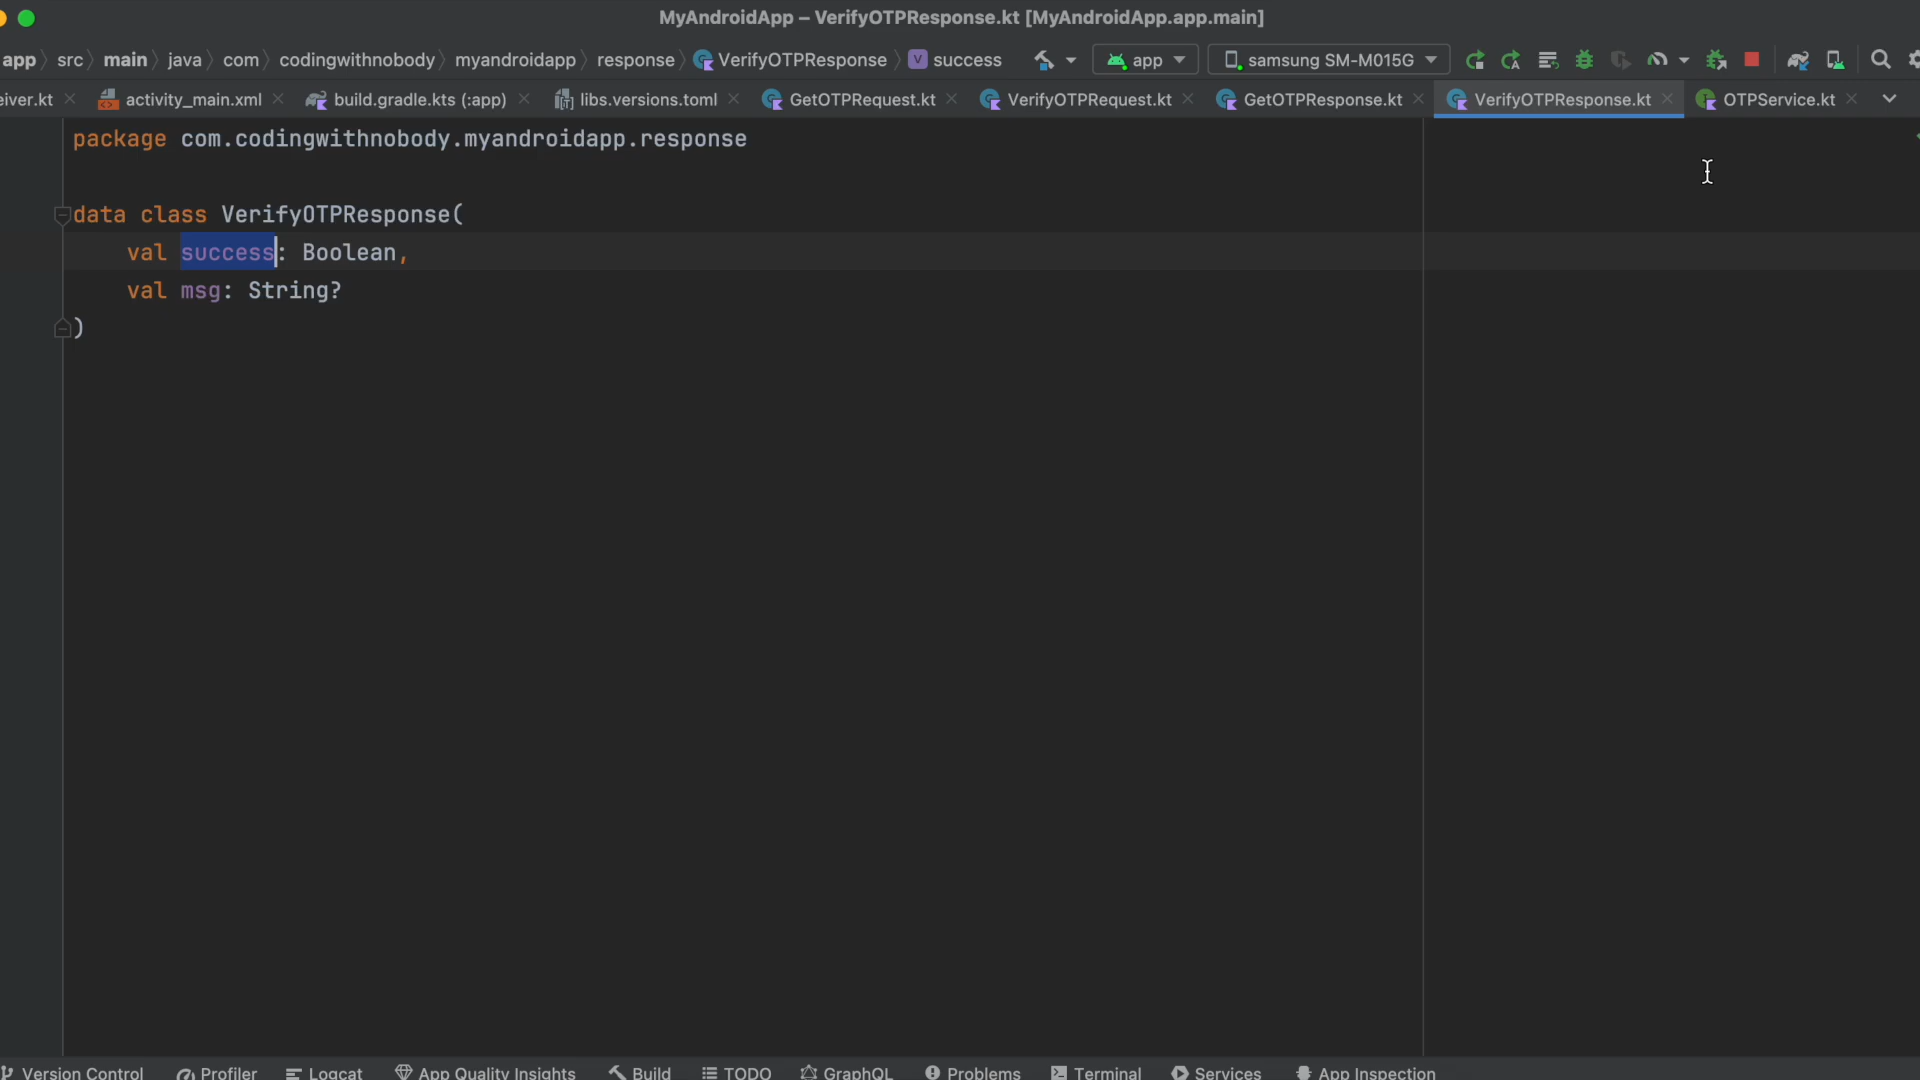 MyAndroidApp – VerifyOTPResponse.kt [MyAndroidApp.app.main]
app src main java com codingwithnobody myandroidapp response VerifyOTPResponse V success app samsung SM-M015G
eiver.kt activity_main.xml build.gradle.kts (:app) libs.versions.toml GetOTPRequest.kt VerifyOTPRequest.kt GetOTPResponse.kt VerifyOTPResponse.kt OTPService.kt
package com.codingwithnobody.myandroidapp.response
data class VerifyOTPResponse(
val success: Boolean,
val msg: String?
)
Version Control Profiler Logcat App Quality Insights Build TODO GraphQL Problems Terminal Services App Inspection